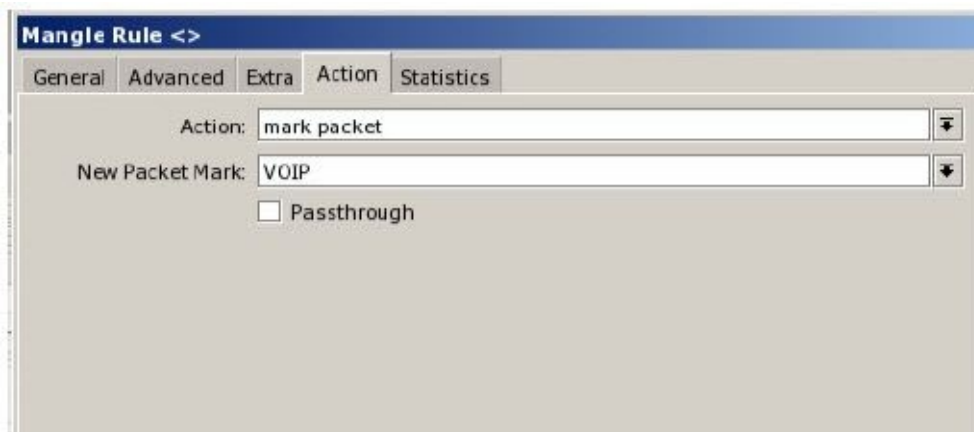 Mangle Rule <>
General Advanced Extra Action Statistics
Action: mark packet
New Packet Mark: VOIP
Passthrough